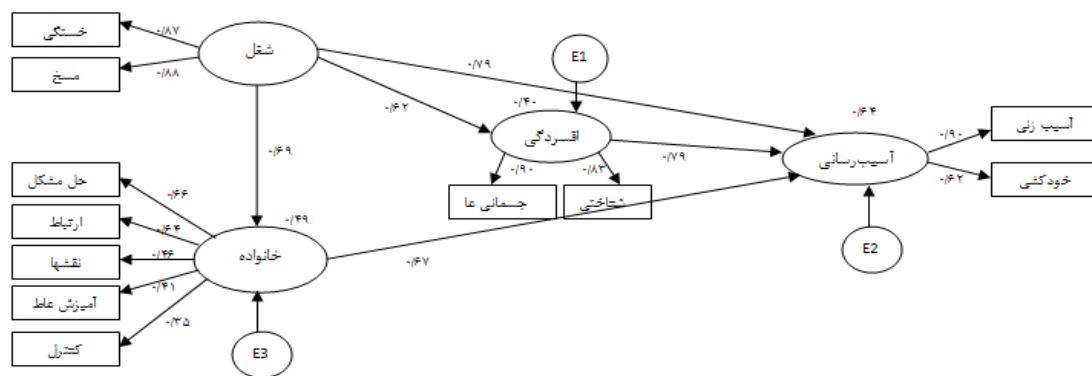 خستگی
مسخ
۰/۸۷
۰/۸۸
شغل
۰/۷۹
۰/۶۲
۰/۶۹
E1
۰/۴۰
اقسردگی
۰/۷۹
۰/۹۰
۰/۸۳
جسمانی عا
شناختی
۰/۶۴
آسیب‌رسانی
۰/۹۰
۰/۶۲
آسیب زنی
خودکشی
E2
حل مشکل
ارتباط
نقشها
آمیزش عاط
کنترل
۰/۶۶
۰/۶۴
۰/۴۶
۰/۴۱
۰/۳۵
۰/۴۹
خانواده
۰/۶۷
E3